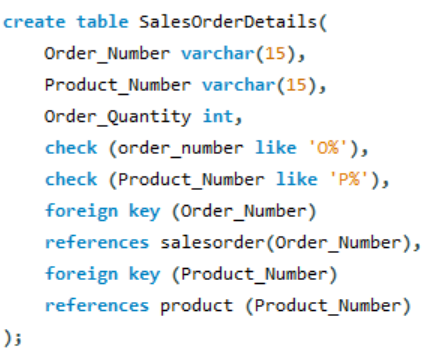 create table SalesOrderDetails(
Order_Number varchar(15),
Product_Number varchar(15),
Order_Quantity int,
check (order_number like 'O%'),
check (Product_Number like 'P%'),
foreign key (Order_Number)
references salesorder(Order_Number),
foreign key (Product_Number)
references product (Product_Number)
);